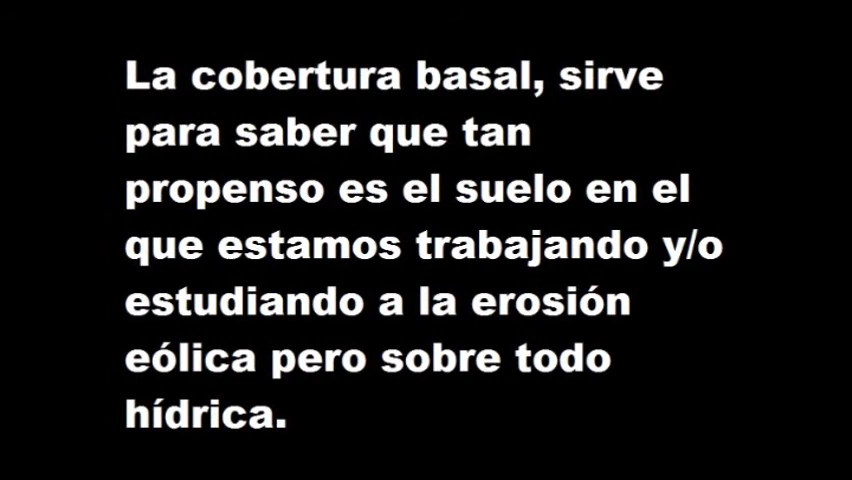 La cobertura basal, sirve
para saber que tan
propenso es el suelo en el
que estamos trabajando y/o
estudiando a la erosión
eólica pero sobre todo
hídrica.